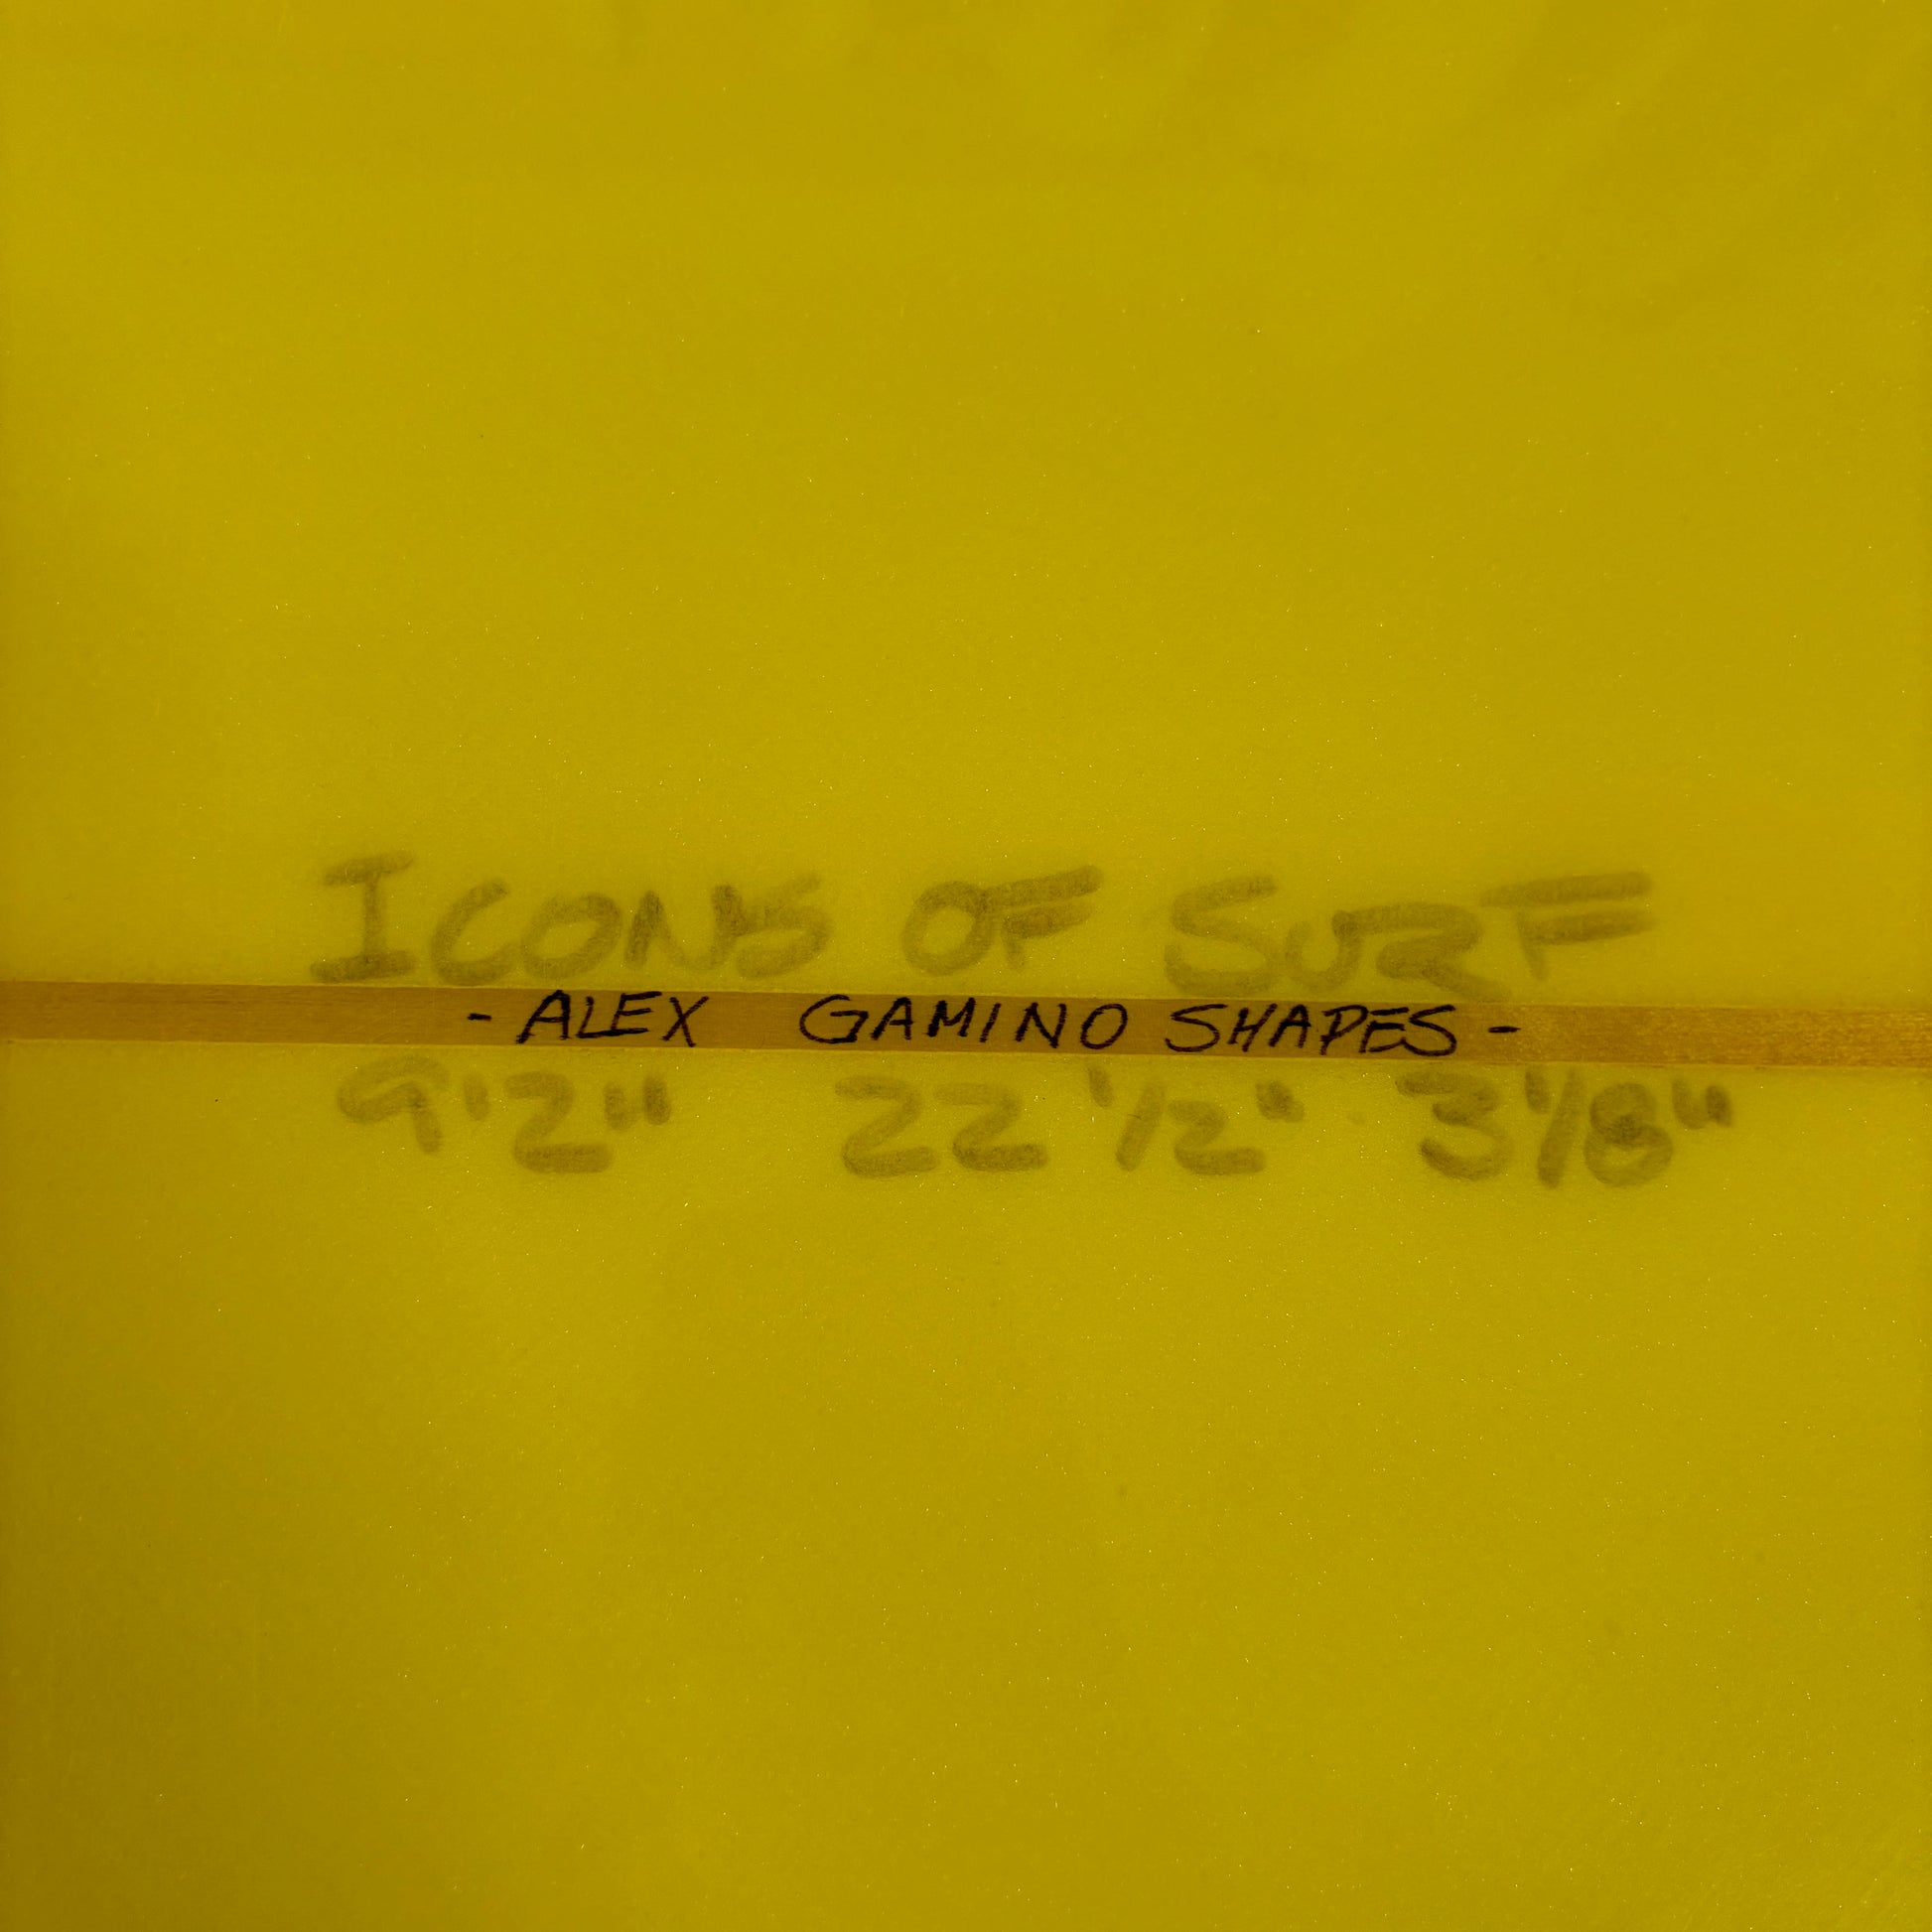 ICONS OF SURF
- ALEX GAMINO SHAPES -
9'2" 22 1/2" 3 1/8"